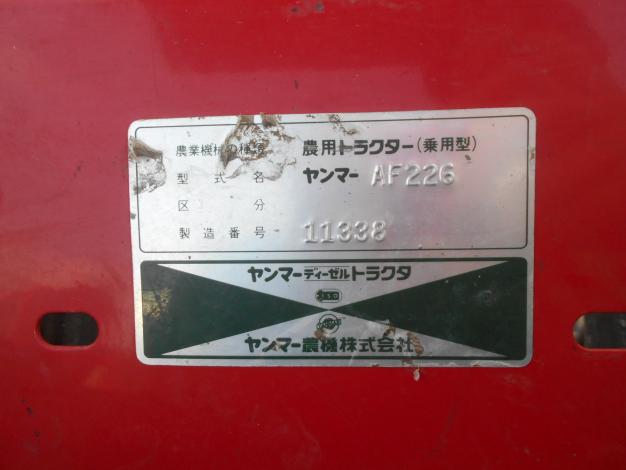 農業機械の種類 農用トラクター(乗用型)
型式名 ヤンマー AF226
区分
製造番号 11338
ヤンマーディーゼルトラクタ
ヤンマー農機株式会社